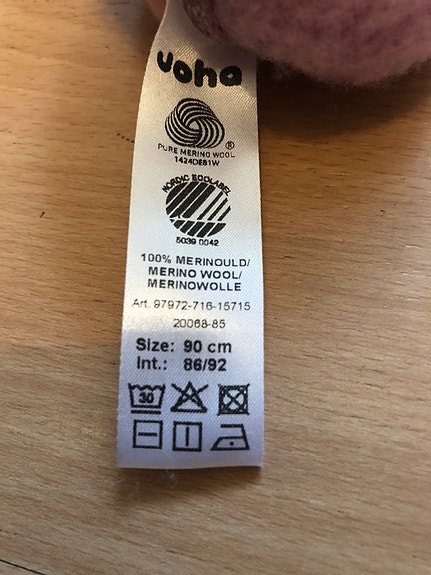 joha
PURE MERINO WOOL
1424DE81W
NORDIC ECOLABEL
5039 0042
100% MERINOULD/
MERINO WOOL/
MERINOWOLLE
Art. 97972-716-15715
20068-85
Size: 90 cm
Int.: 86/92
30